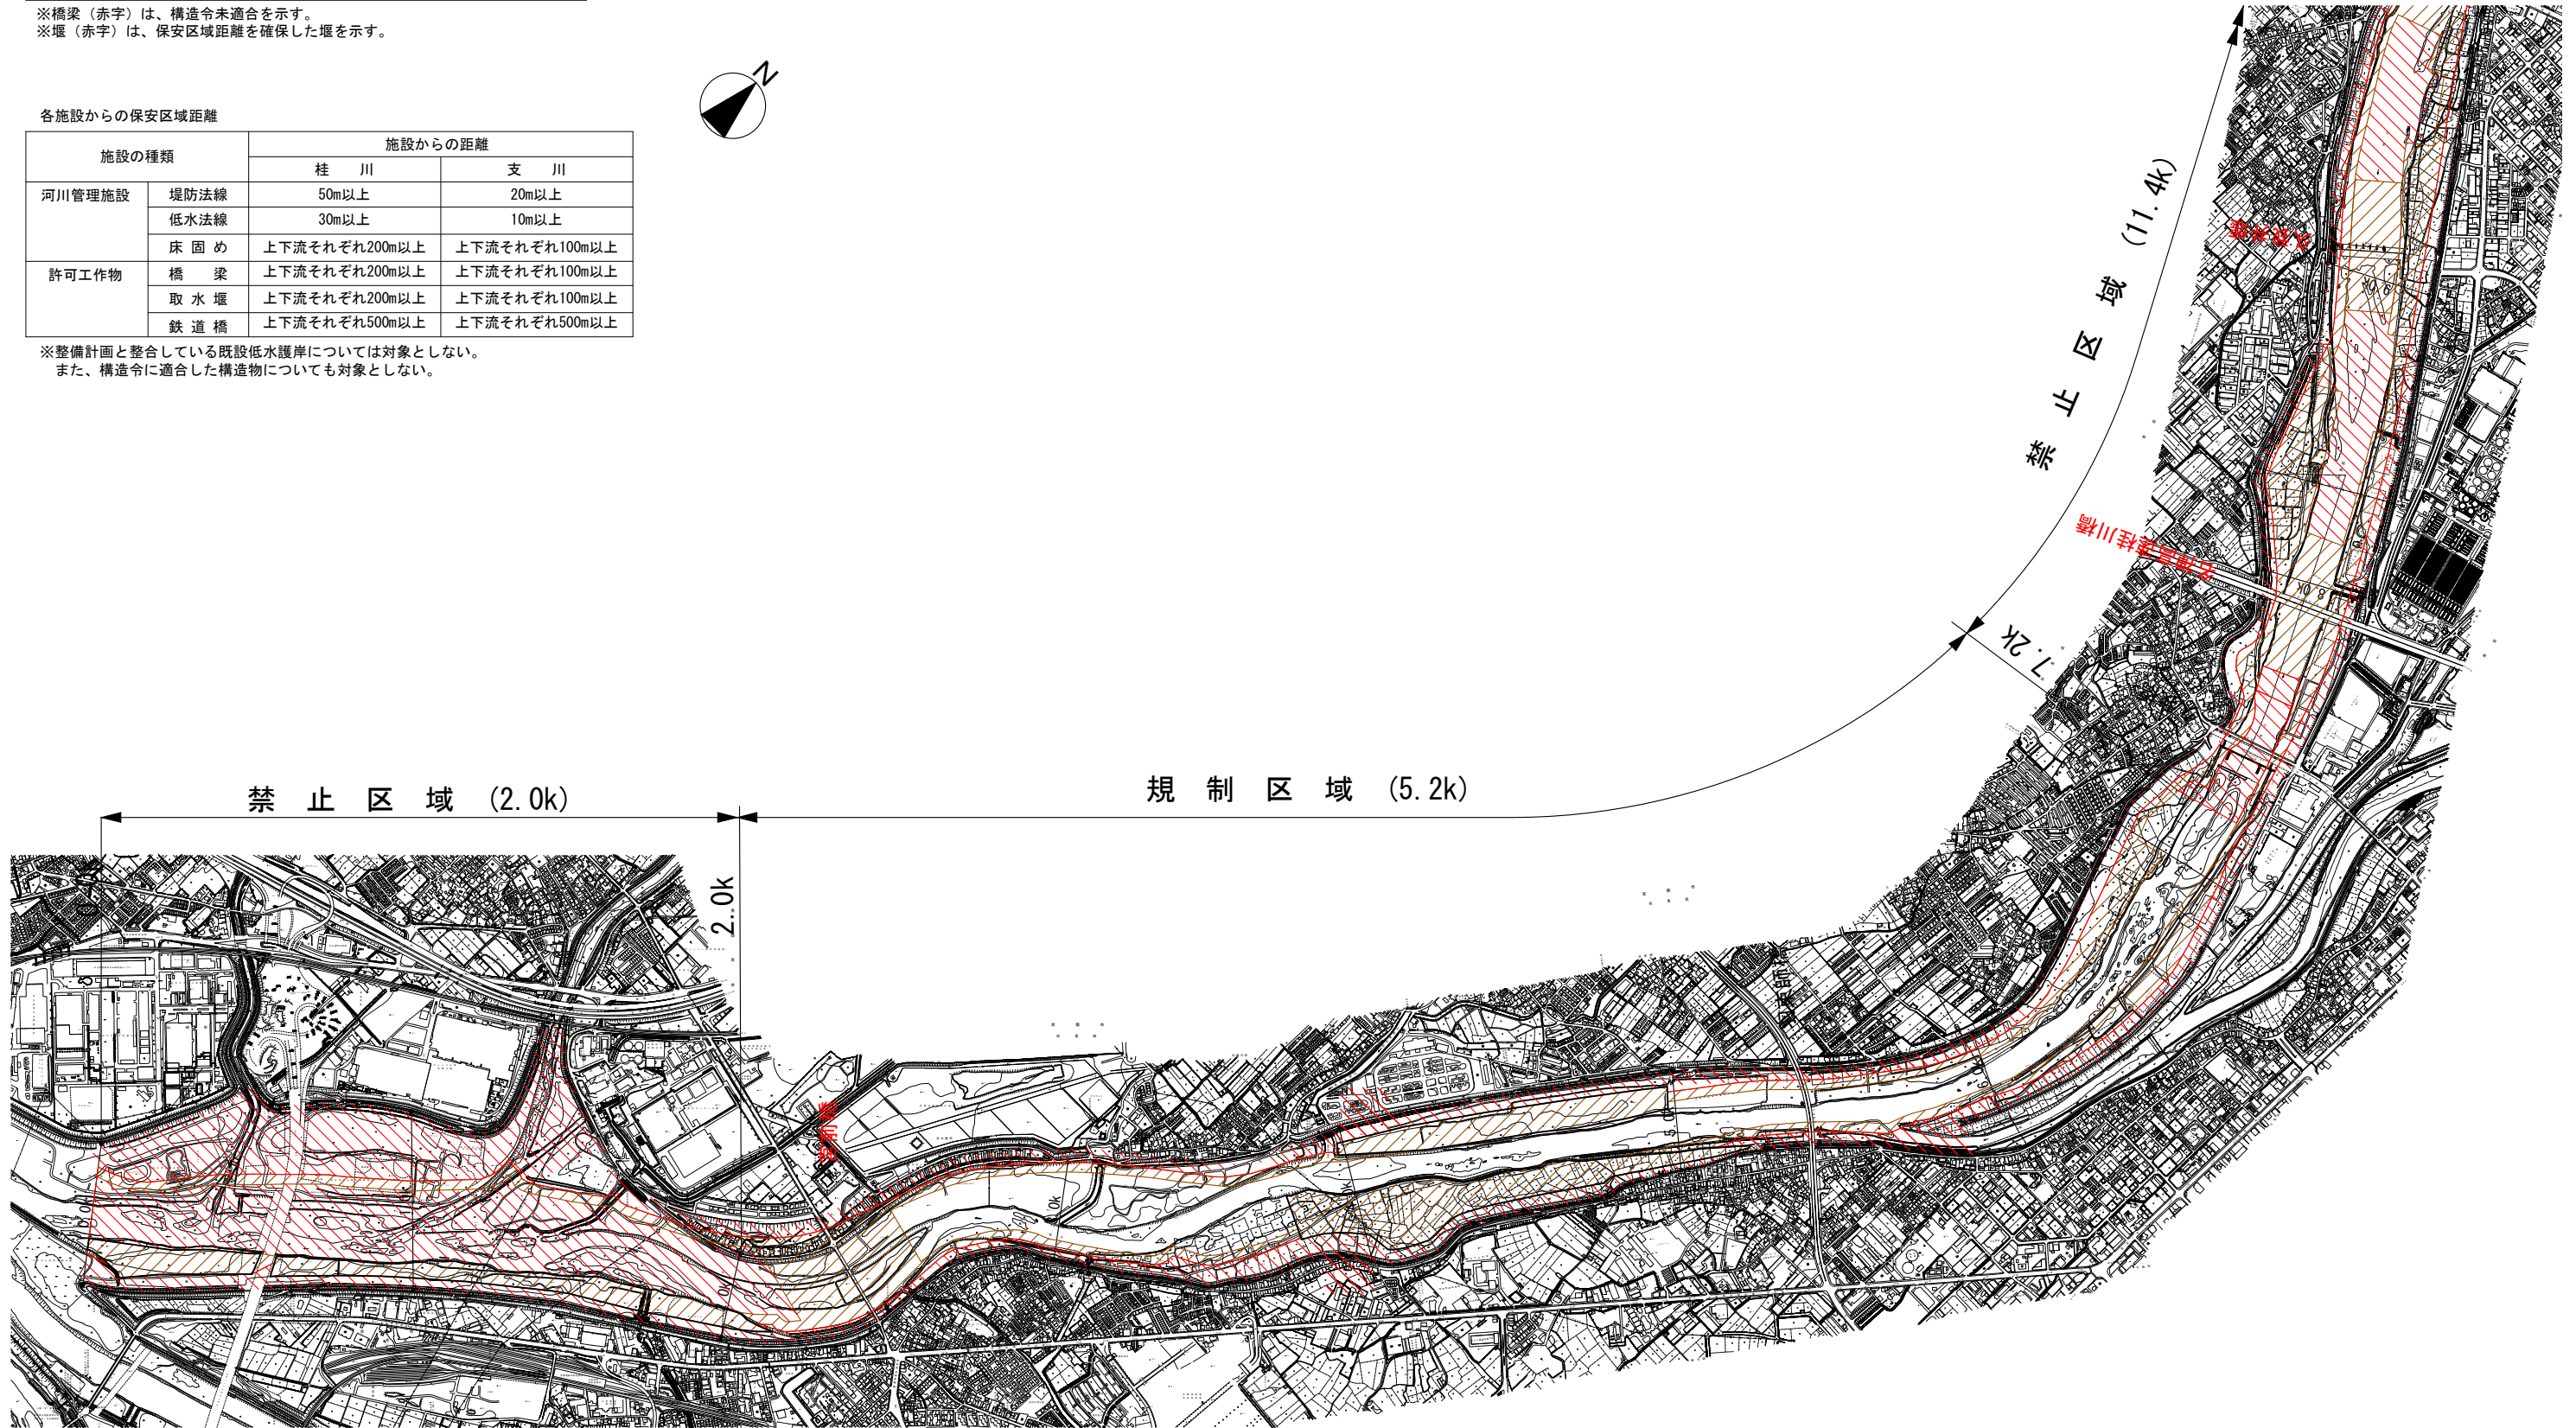 ※橋梁（赤字）は、構造令未適合を示す。
※堰（赤字）は、保安区域距離を確保した堰を示す。
N
各施設からの保安区域距離
施設の種類 施設からの距離
桂 川 支 川
河川管理施設 堤防法線 50m以上 20m以上
低水法線 30m以上 10m以上
床固め 上下流それぞれ200m以上 上下流それぞれ100m以上
許可工作物 橋 梁 上下流それぞれ200m以上 上下流それぞれ100m以上
取水堰 上下流それぞれ200m以上 上下流それぞれ100m以上
鉄道橋 上下流それぞれ500m以上 上下流それぞれ500m以上
※整備計画と整合している既設低水護岸については対象としない。
また、構造令に適合した構造物についても対象としない。
禁止区域 (11.4k)
名神高速桂川橋
8.0k
7.2k
規制区域 (5.2k)
禁止区域 (2.0k)
2.0k
宮前橋